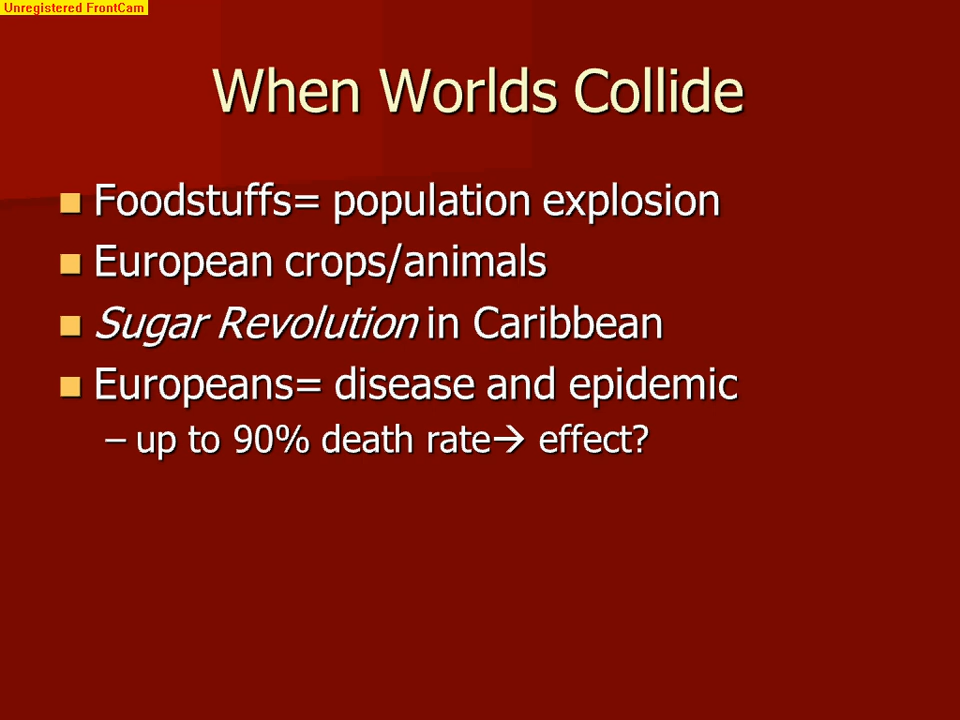 Unregistered FrontCam
When Worlds Collide
Foodstuffs= population explosion
European crops/animals
Sugar Revolution in Caribbean
Europeans= disease and epidemic
–up to 90% death rate→ effect?